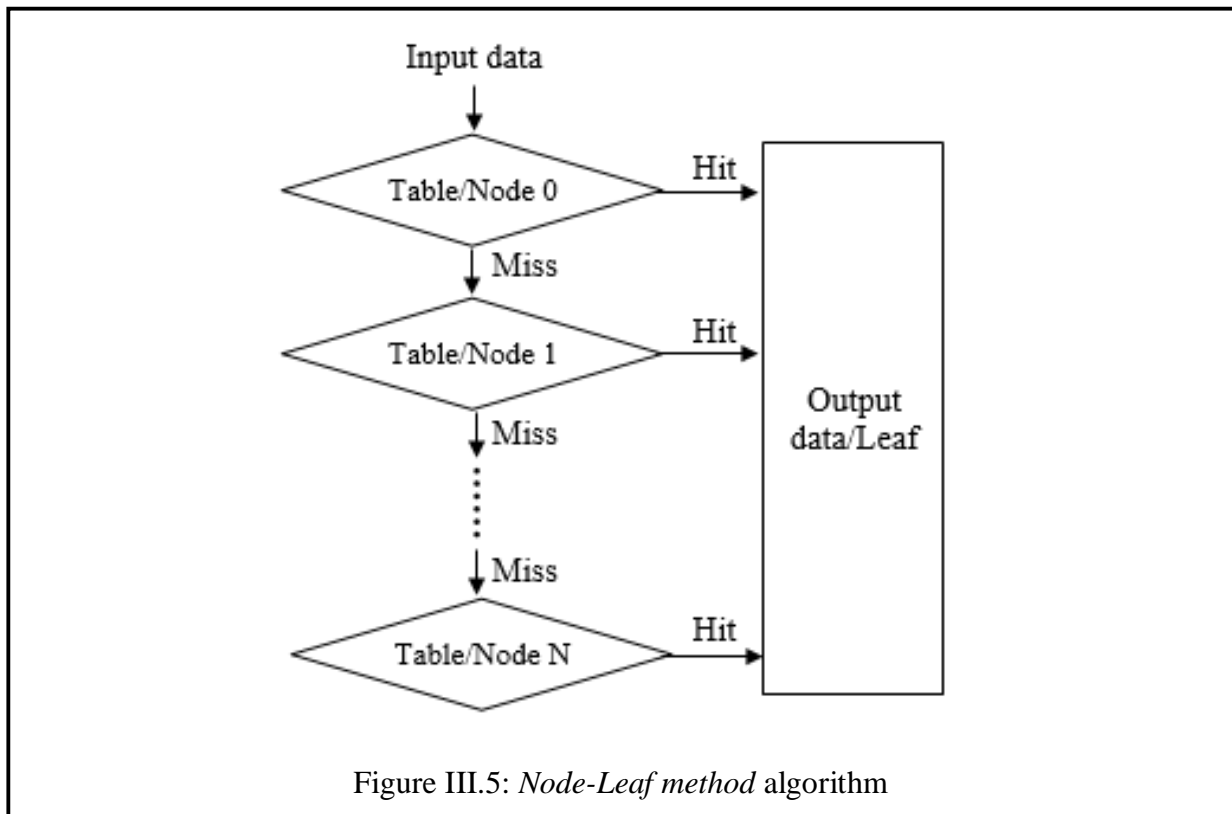 Input data
Table/Node 0
Hit
Miss
Table/Node 1
Hit
Miss
Output
data/Leaf
Miss
Table/Node N
Hit
Figure III.5: Node-Leaf method algorithm